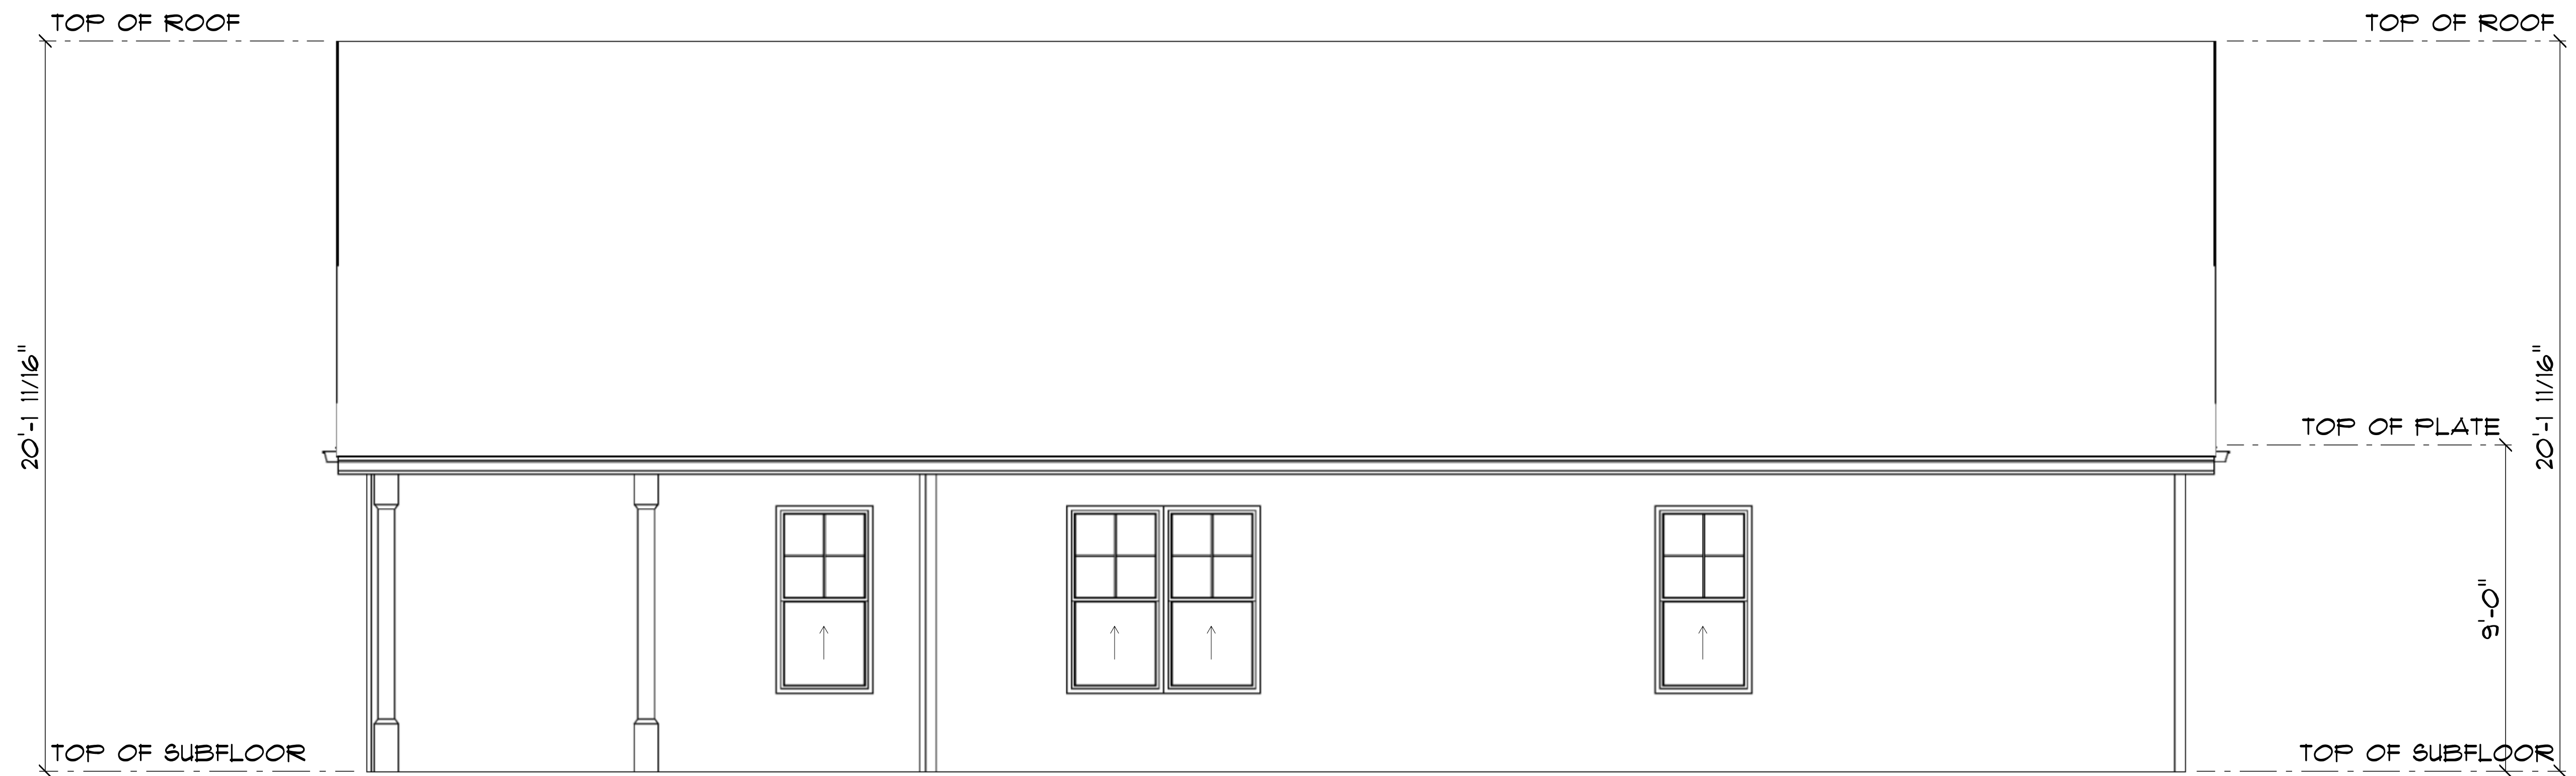 TOP OF ROOF
TOP OF ROOF
20'-1 11/16"
20'-1 11/16"
TOP OF PLATE
9'-0"
TOP OF SUBFLOOR
TOP OF SUBFLOOR